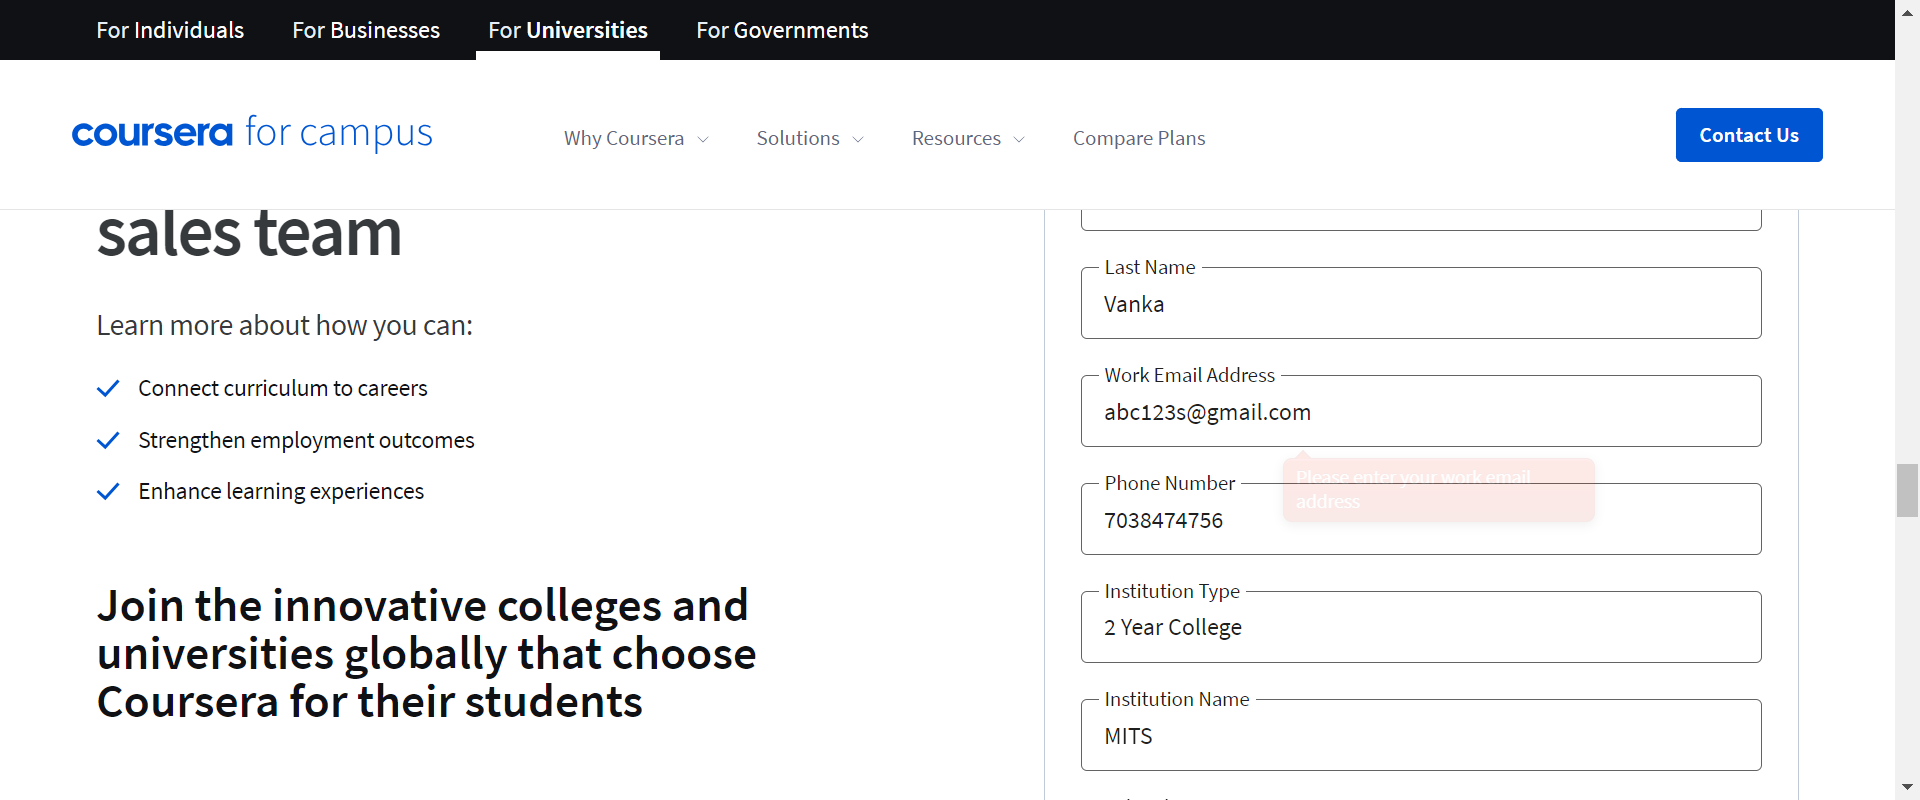 For Individuals
For Businesses
For Universities
For Governments
coursera for campus
Why Coursera
Solutions
Resources
Compare Plans
Contact Us
sales team
Learn more about how you can:
Connect curriculum to careers
Strengthen employment outcomes
Enhance learning experiences
Join the innovative colleges and
universities globally that choose
Coursera for their students
Last Name
Vanka
Work Email Address
abc123s@gmail.com
Please enter your work email
address
Phone Number
7038474756
Institution Type
2 Year College
Institution Name
MITS